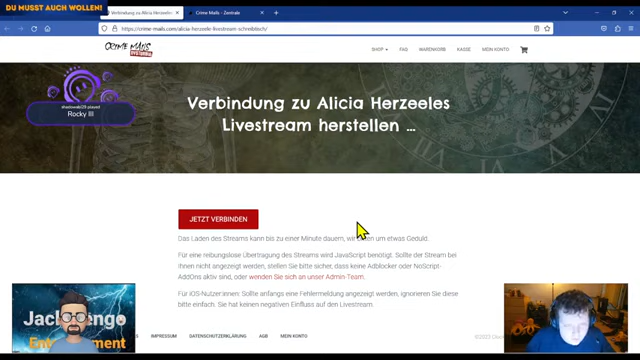 DU MUSST AUCH WOLLEN!
Verbindung zu Alicia Herzeeles
Crime Mails - Zentrale
https://crime-mails.com/alicia-herzeele-livestream-schreibtisch/
CRIME MAILS
SHOP
FAQ
WARENKORB
KASSE
MEIN KONTO
Rocky III
Verbindung zu Alicia Herzeeles
Livestream herstellen ...
JETZT VERBINDEN
Das Laden des Streams kann bis zu einer Minute dauern, wir bitten um etwas Geduld.
Für eine reibungslose Übertragung des Streams wird JavaScript benötigt. Sollte der Stream bei
Ihnen nicht angezeigt werden, stellen Sie bitte sicher, dass keine Adblocker oder NoScript-
AddOns aktiv sind, oder wenden Sie sich an unser Admin-Team.
Für iOS-Nutzer:innen: Sollte anfangs eine Fehlermeldung angezeigt werden, ignorieren Sie diese
bitte einfach. Sie hat keinen negativen Einfluss auf den Livestream.
IMPRESSUM
DATENSCHUTZERKLÄRUNG
AGB
MEIN KONTO
©2023